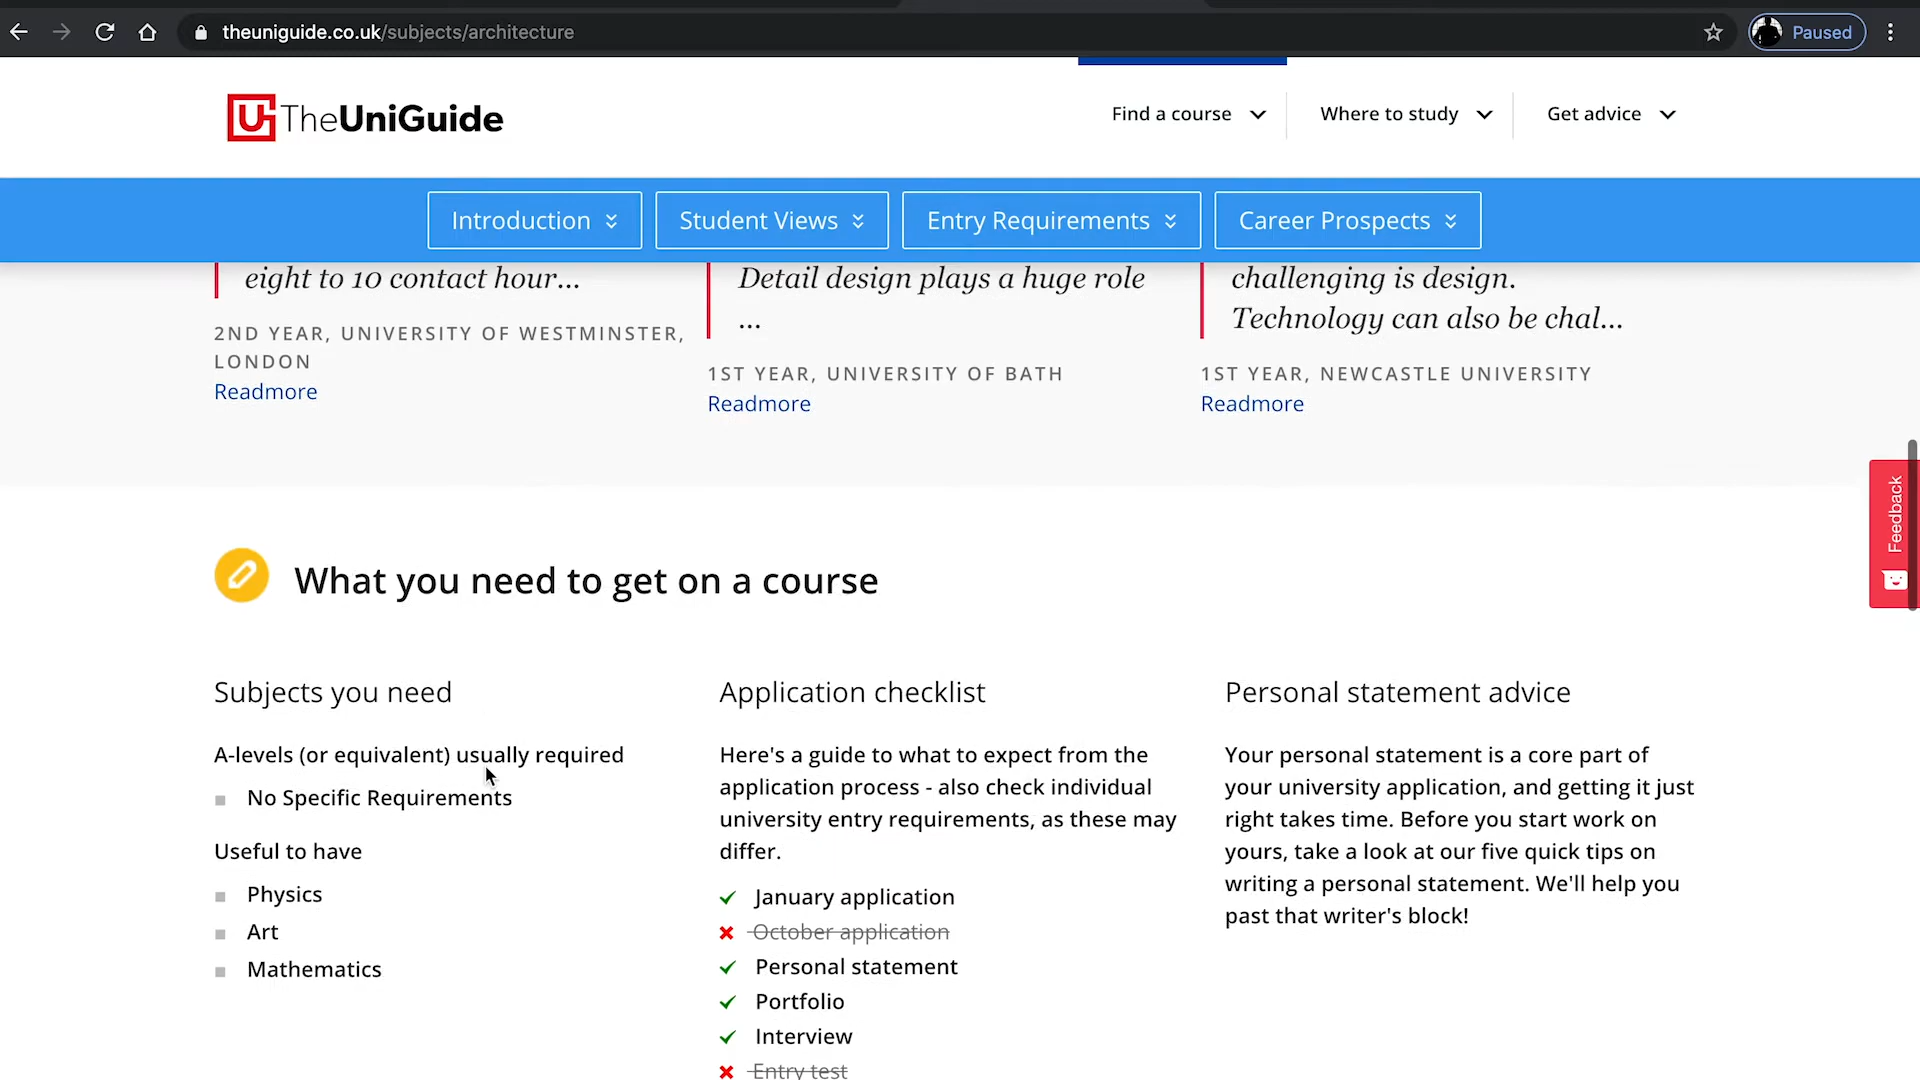 theuniguide.co.uk/subjects/architecture
Paused
TheUniGuide
Find a course
Where to study
Get advice
Introduction
Student Views
Entry Requirements
Career Prospects
eight to 10 contact hour...
2ND YEAR, UNIVERSITY OF WESTMINSTER,
LONDON
Readmore
Detail design plays a huge role
...
1ST YEAR, UNIVERSITY OF BATH
Readmore
challenging is design.
Technology can also be chal...
1ST YEAR, NEWCASTLE UNIVERSITY
Readmore
Feedback
What you need to get on a course
Subjects you need
A-levels (or equivalent) usually required
No Specific Requirements
Useful to have
Physics
Art
Mathematics
Application checklist
Here's a guide to what to expect from the
application process - also check individual
university entry requirements, as these may
differ.
January application
October application
Personal statement
Portfolio
Interview
Entry test
Personal statement advice
Your personal statement is a core part of
your university application, and getting it just
right takes time. Before you start work on
yours, take a look at our five quick tips on
writing a personal statement. We'll help you
past that writer's block!